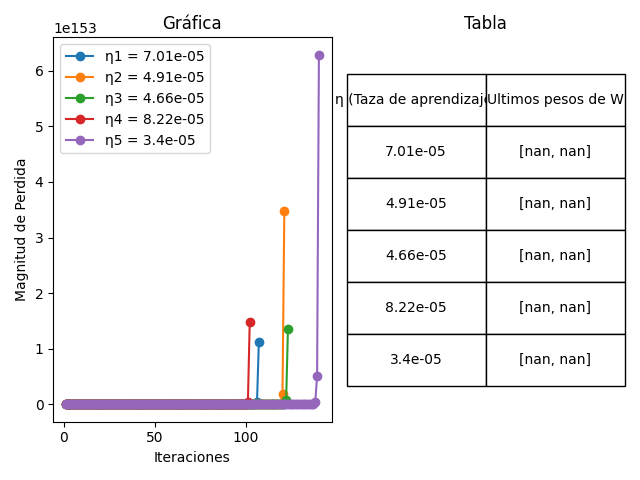 Gráfica
1e153
η1 = 7.01e-05
η2 = 4.91e-05
η3 = 4.66e-05
η4 = 8.22e-05
η5 = 3.4e-05
Magnitud de Perdida
6
5
4
3
2
1
0
0 50 100
Iteraciones
Tabla
η (Taza de aprendizaje Ultimos pesos de W
7.01e-05 [nan, nan]
4.91e-05 [nan, nan]
4.66e-05 [nan, nan]
8.22e-05 [nan, nan]
3.4e-05 [nan, nan]